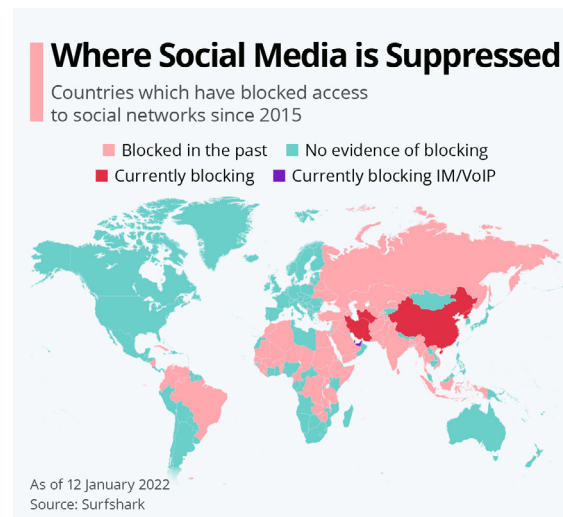 Where Social Media is Suppressed
Countries which have blocked access
to social networks since 2015
Blocked in the past
No evidence of blocking
Currently blocking
Currently blocking IM/VoIP
As of 12 January 2022
Source: Surfshark